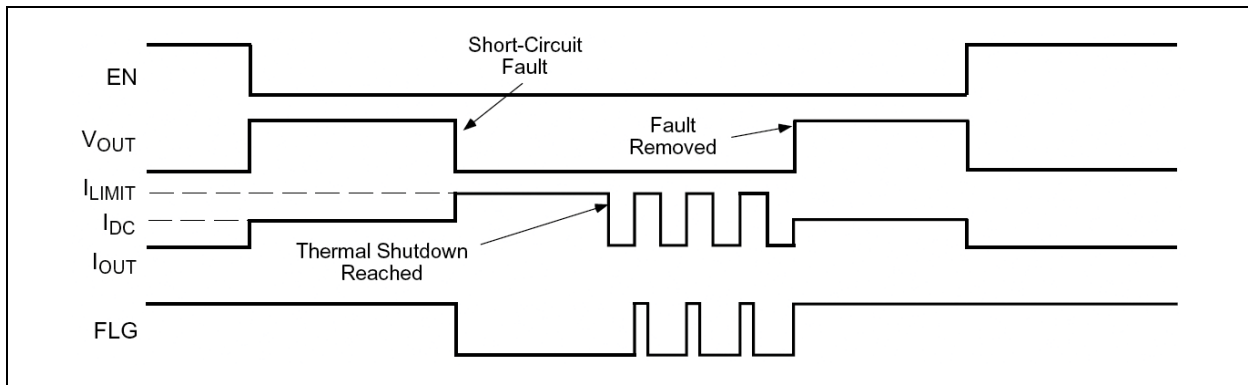 EN
Short-Circuit
Fault
VOUT
Fault
Removed
ILIMIT
IDC
Thermal Shutdown
Reached
IOUT
FLG